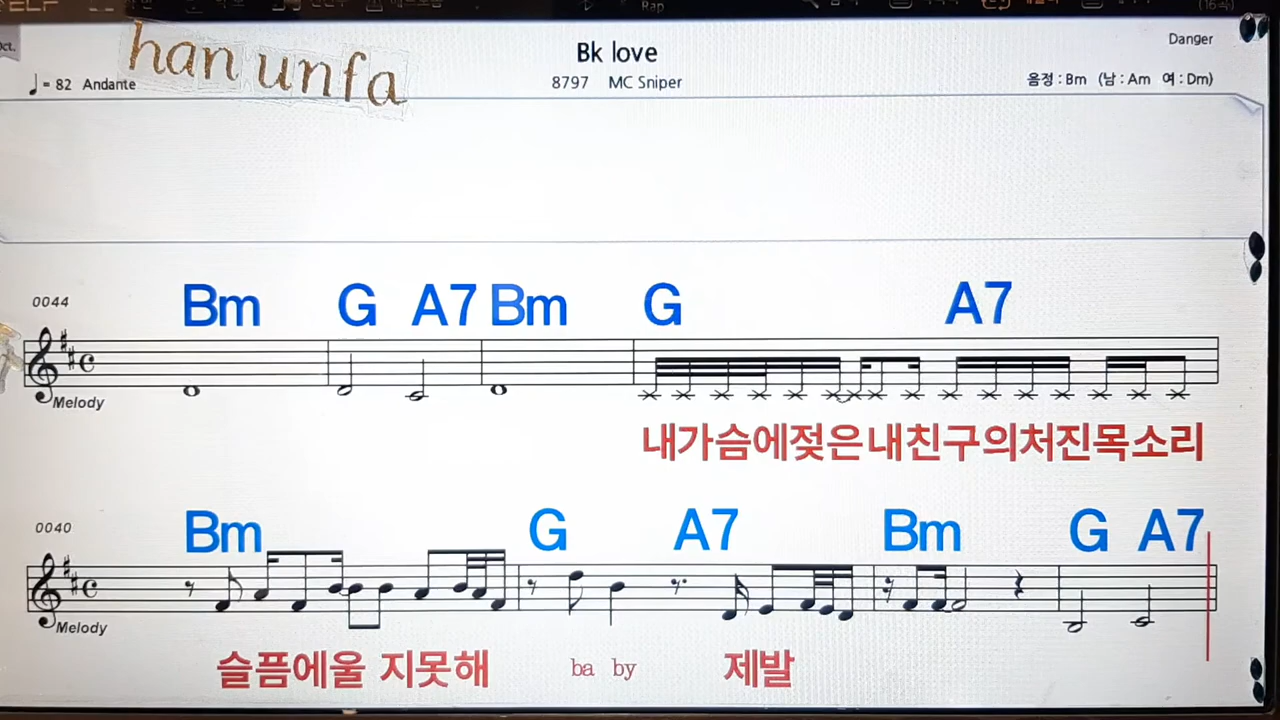 Rap
han unfa
Bk love
Danger
♩= 82 Andante
8797 MC Sniper
음정 : Bm (남 : Am 여 : Dm)
0044
Bm G A7 Bm G A7
Melody
내가슴에젖은내친구의처진목소리
0040
Bm G A7 Bm G A7
Melody
슬픔에울 지못해 ba by 제발